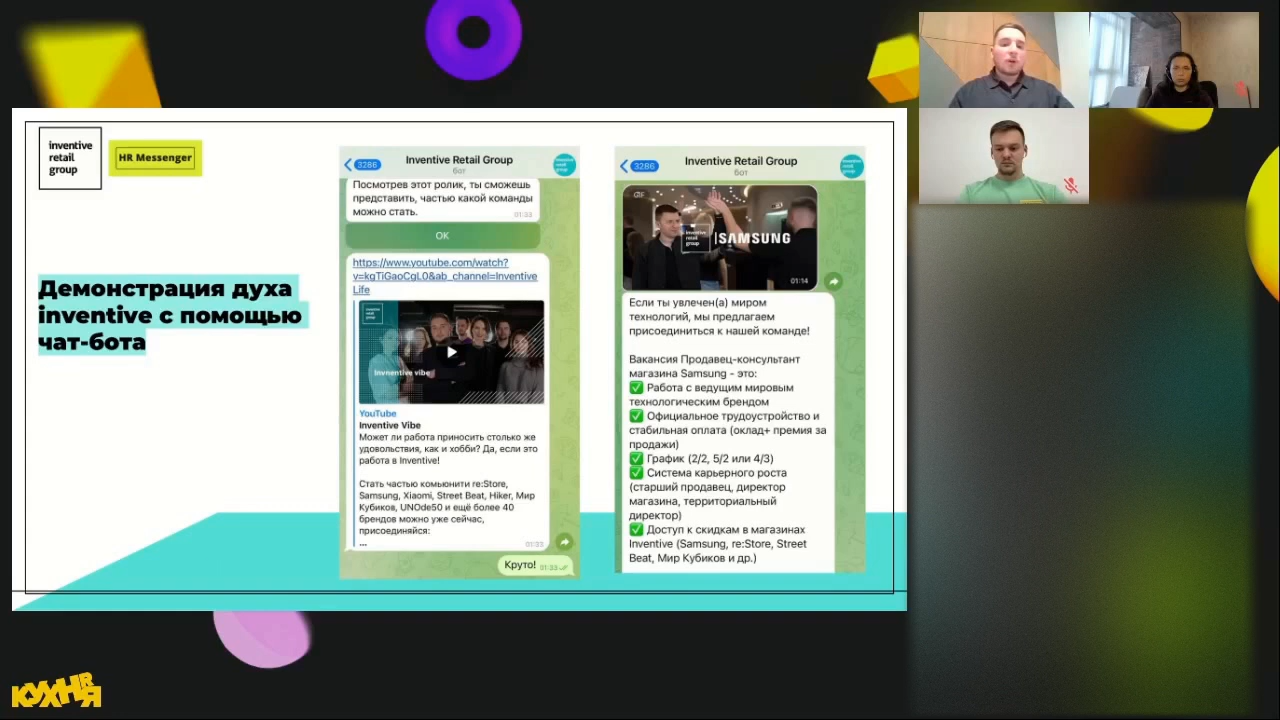 inventive
retail
group
HR Messenger
Демонстрация духа
inventive с помощью
чат-бота
3286
Inventive Retail Group
бот
Посмотрев этот ролик, ты сможешь
представить, частью какой команды
можно стать.
01:33
ОК
https://www.youtube.com/watch?
v=kgTiGaoCgL0&ab_channel=Inventive
Life
Invnentive vibe
YouTube
Inventive Vibe
Может ли работа приносить столько же
удовольствия, как и хобби? Да, если это
работа в Inventive!
Стать частью комьюнити re:Store,
Samsung, Xiaomi, Street Beat, Hiker, Мир
Кубиков, UNOde50 и ещё более 40
брендов можно уже сейчас,
присоединяйся:
...
01:33
Круто!
01:33
3286
Inventive Retail Group
бот
GIF
inventive
retail
group
SAMSUNG
01:14
Если ты увлечен(а) миром
технологий, мы предлагаем
присоединиться к нашей команде!
Вакансия Продавец-консультант
магазина Samsung - это:
✅ Работа с ведущим мировым
технологическим брендом
✅ Официальное трудоустройство и
стабильная оплата (оклад+ премия за
продажи)
✅ График (2/2, 5/2 или 4/3)
✅ Система карьерного роста
(старший продавец, директор
магазина, территориальный
директор)
✅ Доступ к скидкам в магазинах
Inventive (Samsung, re:Store, Street
Beat, Мир Кубиков и др.)
КУХНЯ
HR